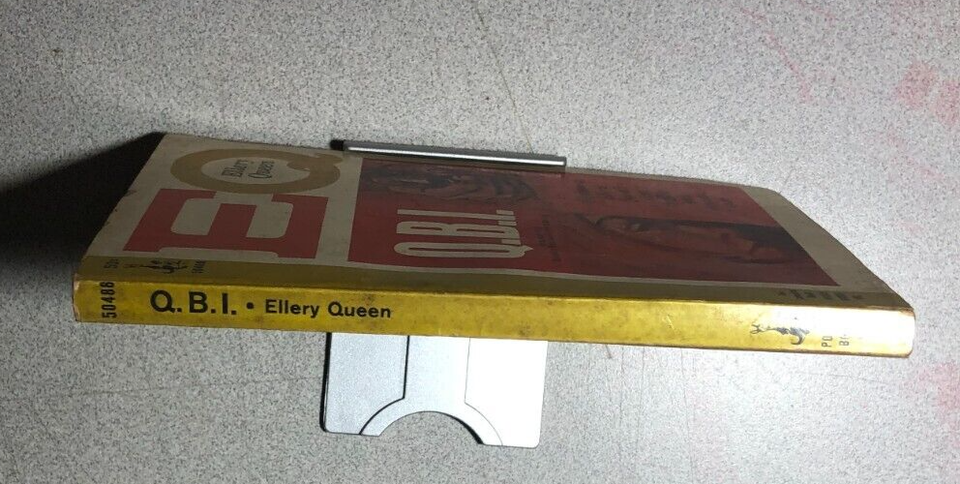 Ellery
Queen
EQ
Q.B.I.
50486
Q.B.I. • Ellery Queen